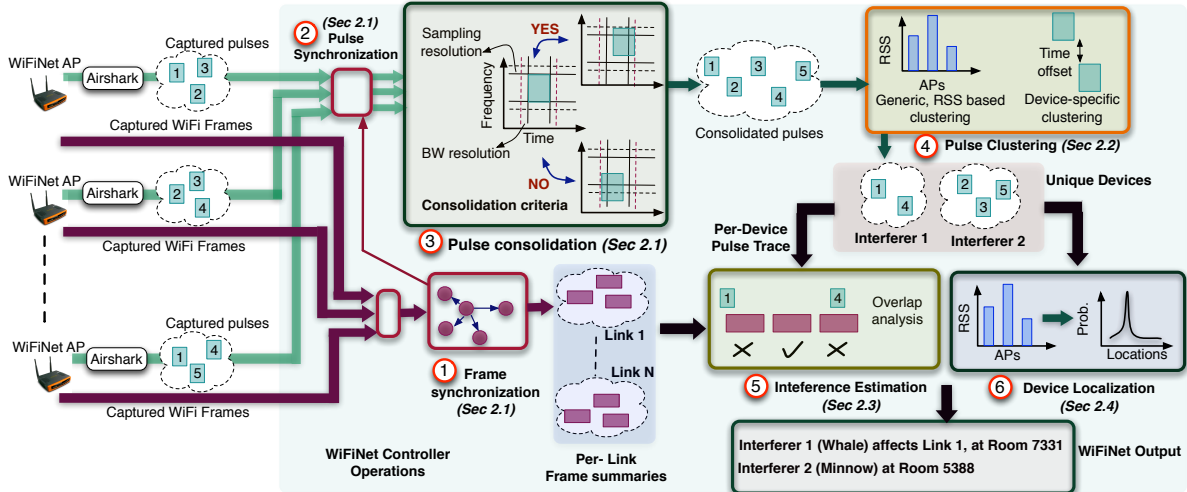 WiFiNet AP
Airshark
Captured pulses
1
3
2
Captured WiFi Frames
WiFiNet AP
Airshark
3
2
4
Captured WiFi Frames
Captured pulses
WiFiNet AP
Airshark
1
4
5
Captured WiFi Frames
2
(Sec 2.1)
Pulse
Synchronization
Sampling
resolution
YES
Frequency
Time
BW resolution
NO
Consolidation criteria
3 Pulse consolidation (Sec 2.1)
1
3
5
2
4
Consolidated pulses
RSS
APs
Generic, RSS based
clustering
Time
offset
Device-specific
clustering
4 Pulse Clustering (Sec 2.2)
1
4
2
5
3
Unique Devices
Interferer 1
Interferer 2
Per-Device
Pulse Trace
1
Frame
synchronization
(Sec 2.1)
Link 1
Link N
Per- Link
Frame summaries
WiFiNet Controller
Operations
1
4
Overlap
analysis
5 Inteference Estimation
(Sec 2.3)
RSS
APs
Prob.
Locations
6 Device Localization
(Sec 2.4)
Interferer 1 (Whale) affects Link 1, at Room 7331
Interferer 2 (Minnow) at Room 5388
WiFiNet Output